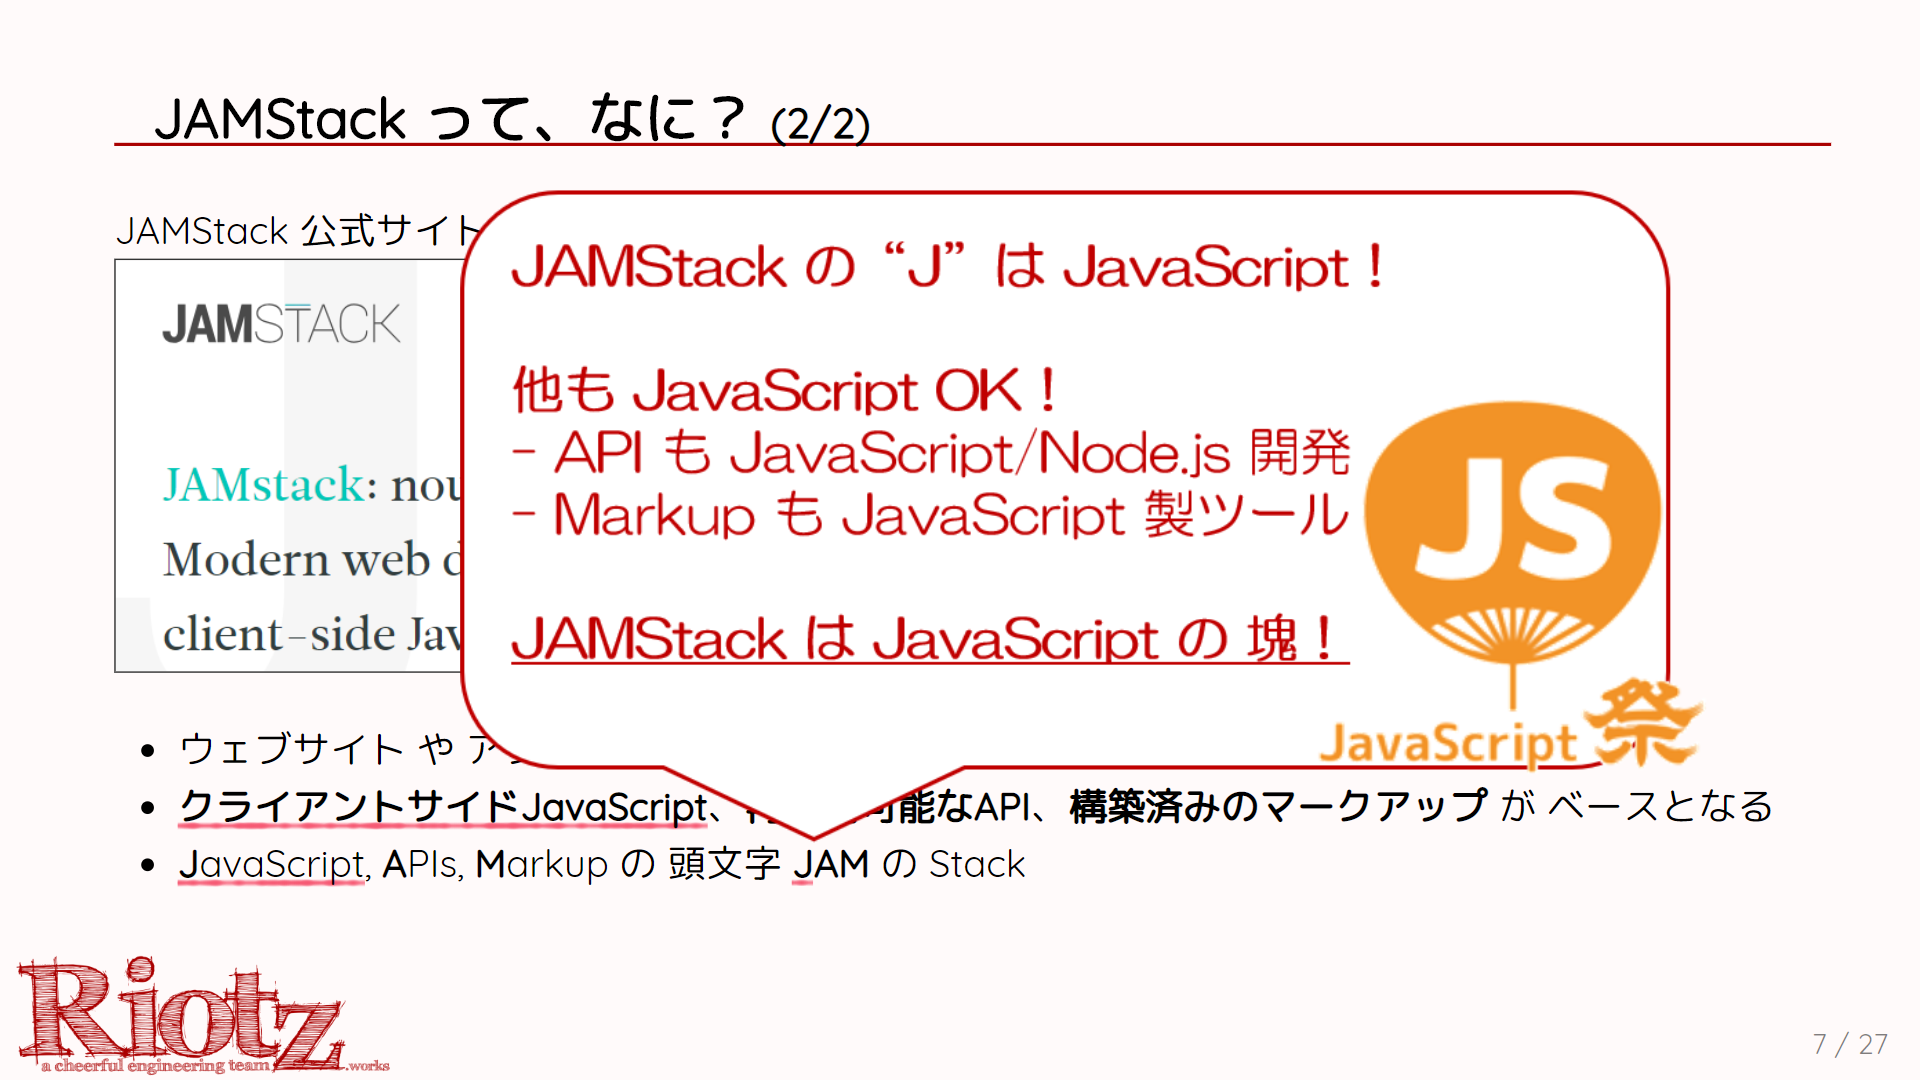 JAMStack って、なに？ (2/2)
JAMStack 公式サイト
JAMSTACK
JAMstack: nou
Modern web
client-side Jav
JAMStack の “J” は JavaScript！
他も JavaScript OK！
- API も JavaScript/Node.js 開発
- Markup も JavaScript 製ツール
JAMStack は JavaScript の 塊！
JS
JavaScript 祭
• ウェブサイト や ア
• クライアントサイドJavaScript、 可能なAPI、構築済みのマークアップ が ベースとなる
• JavaScript, APIs, Markup の 頭文字 JAM の Stack
Riotz
a cheerful engineering team .works
7 / 27